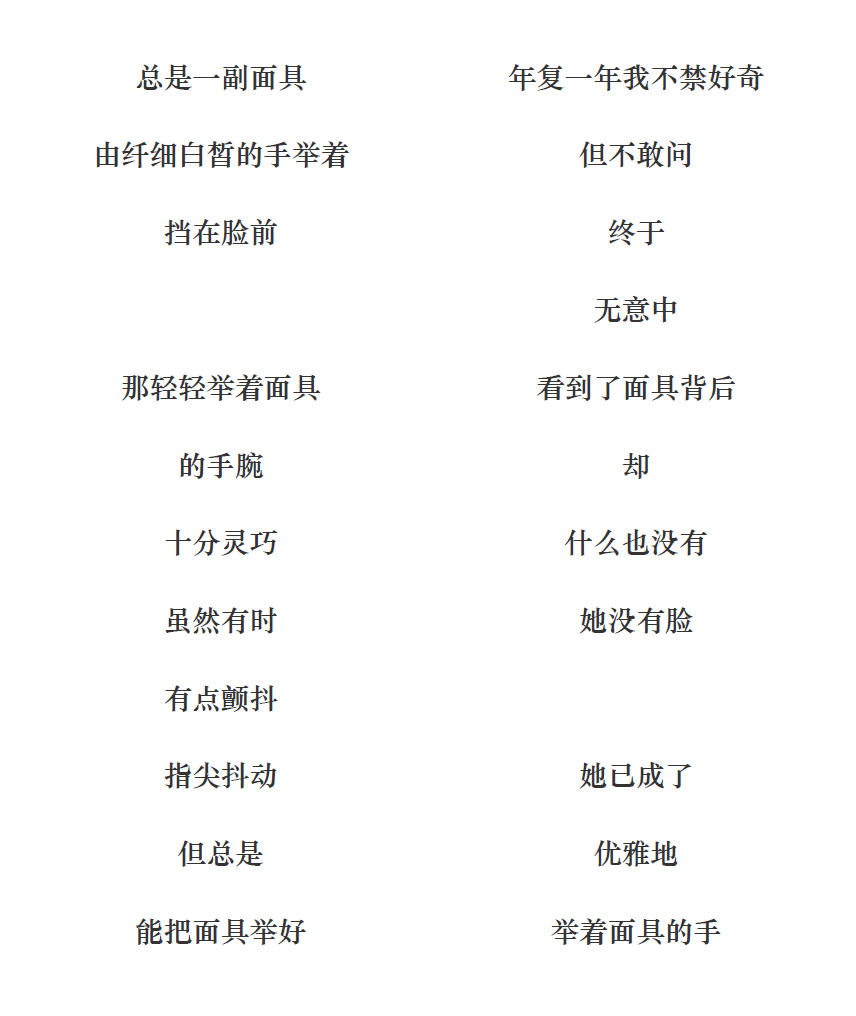 总是一副面具
由纤细白皙的手举着
挡在脸前
那轻轻举着面具
的手腕
十分灵巧
虽然有时
有点颤抖
指尖抖动
但总是
能把面具举好
年复一年我不禁好奇
但不敢问
终于
无意中
看到了面具背后
却
什么也没有
她没有脸
她已成了
优雅地
举着面具的手